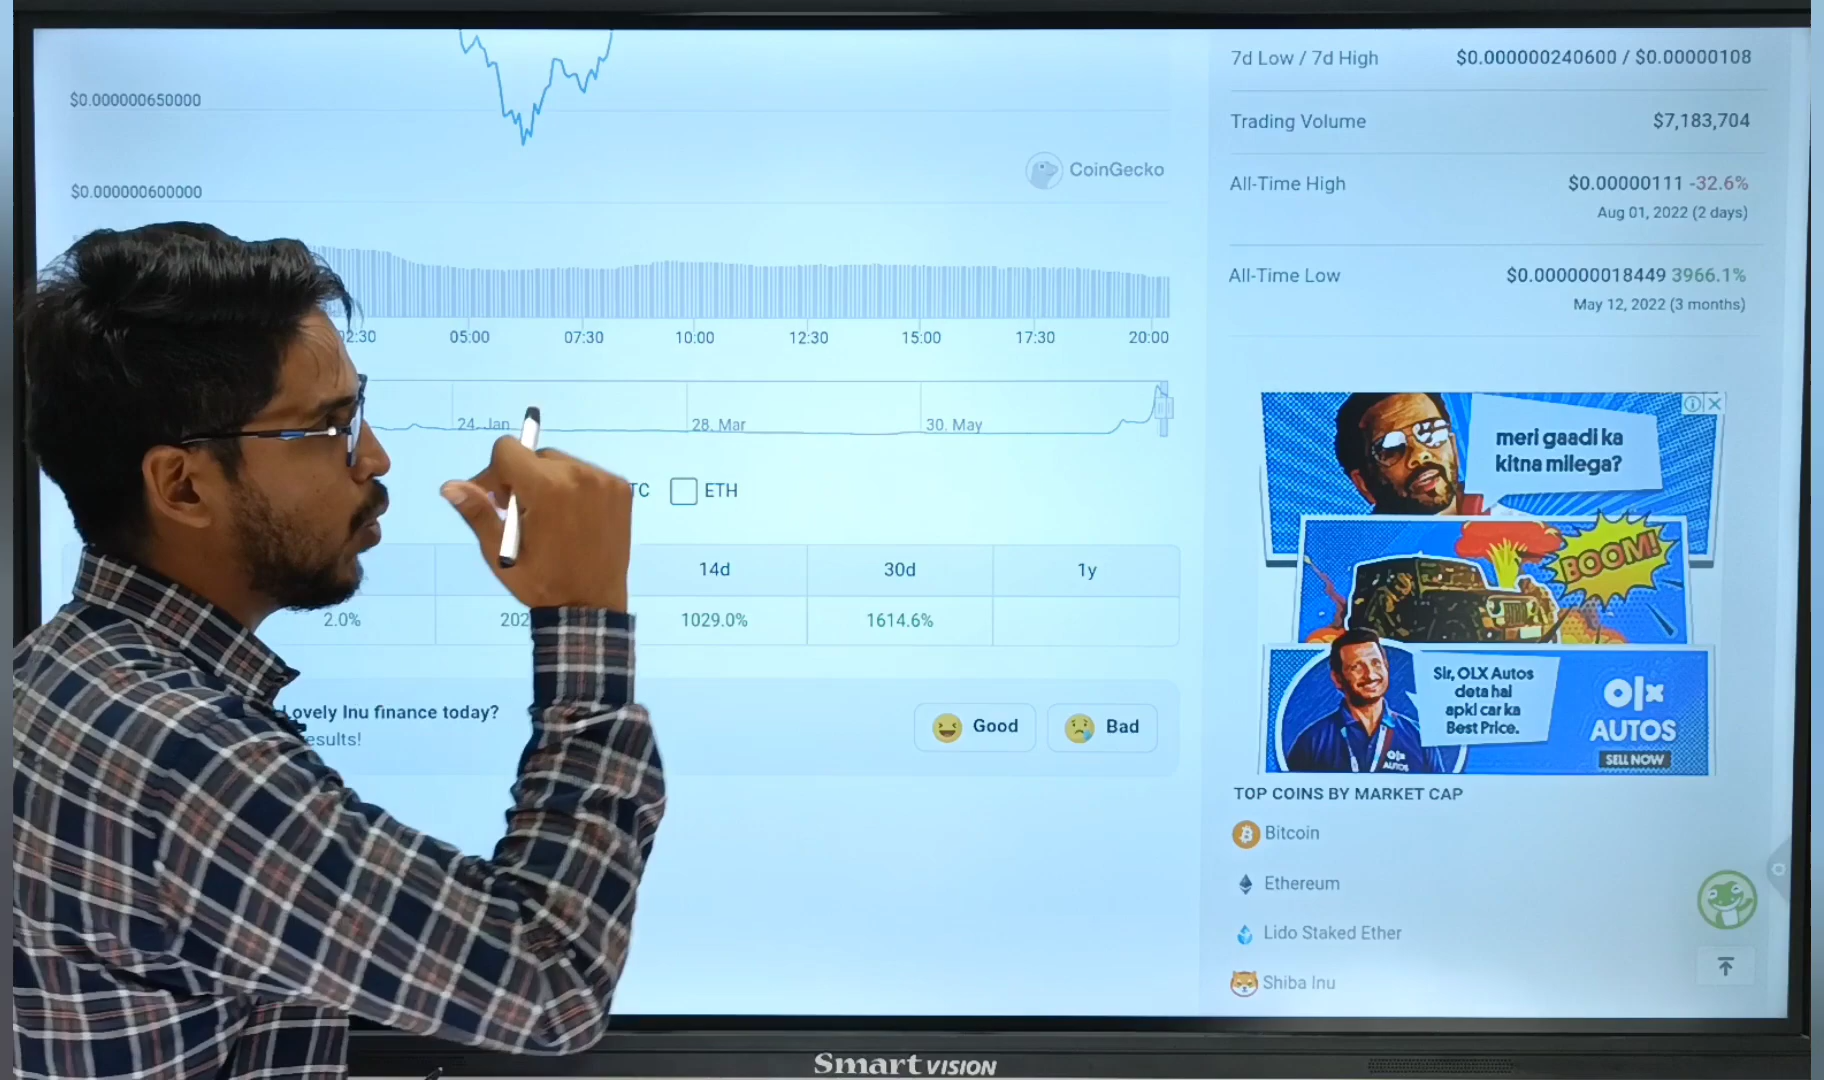 7d Low / 7d High $0.000000240600 / $0.00000108
$0.000000650000
Trading Volume $7,183,704
CoinGecko
$0.000000600000
All-Time High $0.00000111 -32.6%
Aug 01, 2022 (2 days)
All-Time Low $0.000000018449 3966.1%
May 12, 2022 (3 months)
02:30 05:00 07:30 10:00 12:30 15:00 17:30 20:00
24. Jan 28. Mar 30. May
TC ETH
14d 30d 1y
2.0% 202 1029.0% 1614.6%
Lovely Inu finance today?
esults!
Good Bad
meri gaadi ka
kitna milega?
BOOM!
Sir, OLX Autos
deta hai
apki car ka
Best Price.
olx
AUTOS
olx
AUTOS
SELL NOW
TOP COINS BY MARKET CAP
Bitcoin
Ethereum
Lido Staked Ether
Shiba Inu
Smart VISION